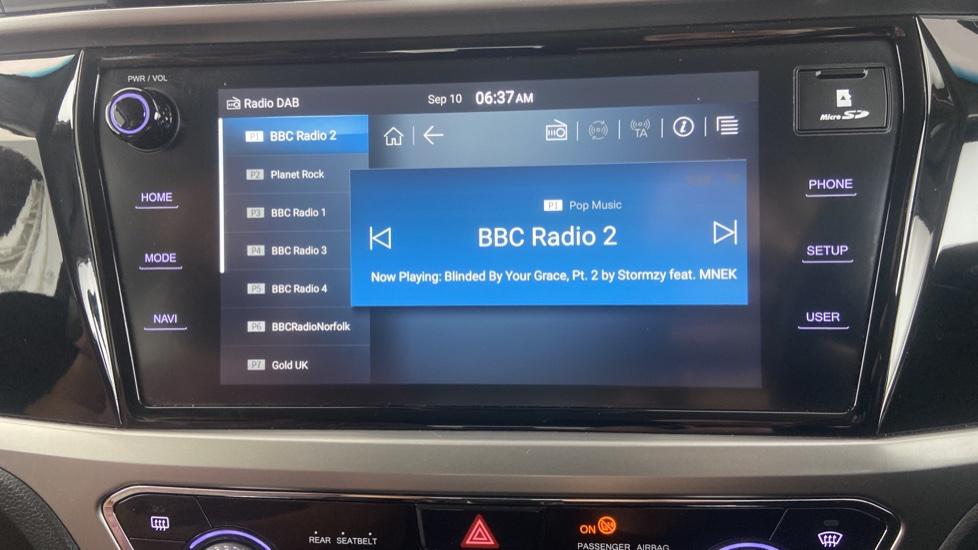 PWR / VOL
Radio DAB
Sep 10 06:37 AM
Micro SD
P1 BBC Radio 2
P2 Planet Rock
P3 BBC Radio 1
P4 BBC Radio 3
P5 BBC Radio 4
P6 BBCRadioNorfolk
P7 Gold UK
TA
P1 Pop Music
BBC Radio 2
Now Playing: Blinded By Your Grace, Pt. 2 by Stormzy feat. MNEK
HOME
MODE
NAVI
PHONE
SETUP
USER
REAR SEATBELT
ON
PASSENGER AIRBAG